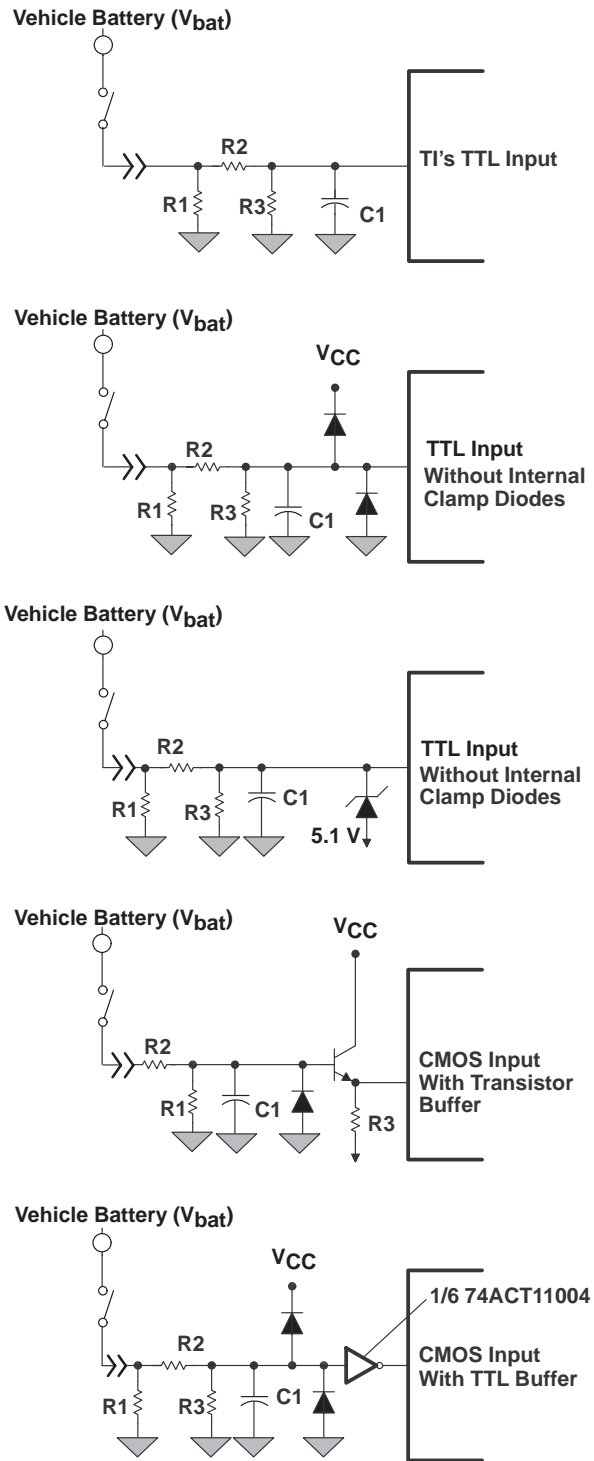 Vehicle Battery (Vbat)
R2
TI's TTL Input
R1
R3
C1
Vehicle Battery (Vbat)
VCC
R2
TTL Input
Without Internal
Clamp Diodes
R1
R3
C1
Vehicle Battery (Vbat)
R2
TTL Input
Without Internal
Clamp Diodes
R1
R3
C1
5.1 V
Vehicle Battery (Vbat)
VCC
R2
CMOS Input
With Transistor
Buffer
R1
C1
R3
Vehicle Battery (Vbat)
VCC
1/6 74ACT11004
R2
CMOS Input
With TTL Buffer
R1
R3
C1